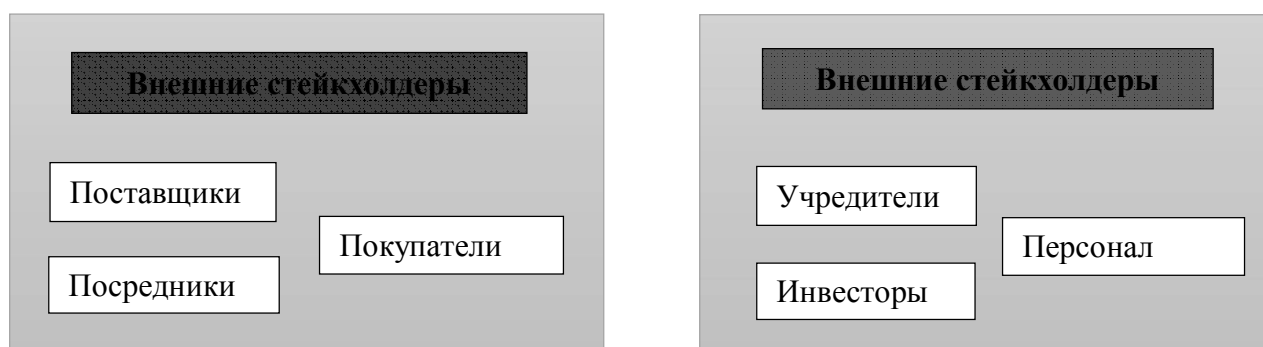 Внешние стейкхолдеры
Поставщики
Покупатели
Посредники
Внешние стейкхолдеры
Учредители
Персонал
Инвесторы